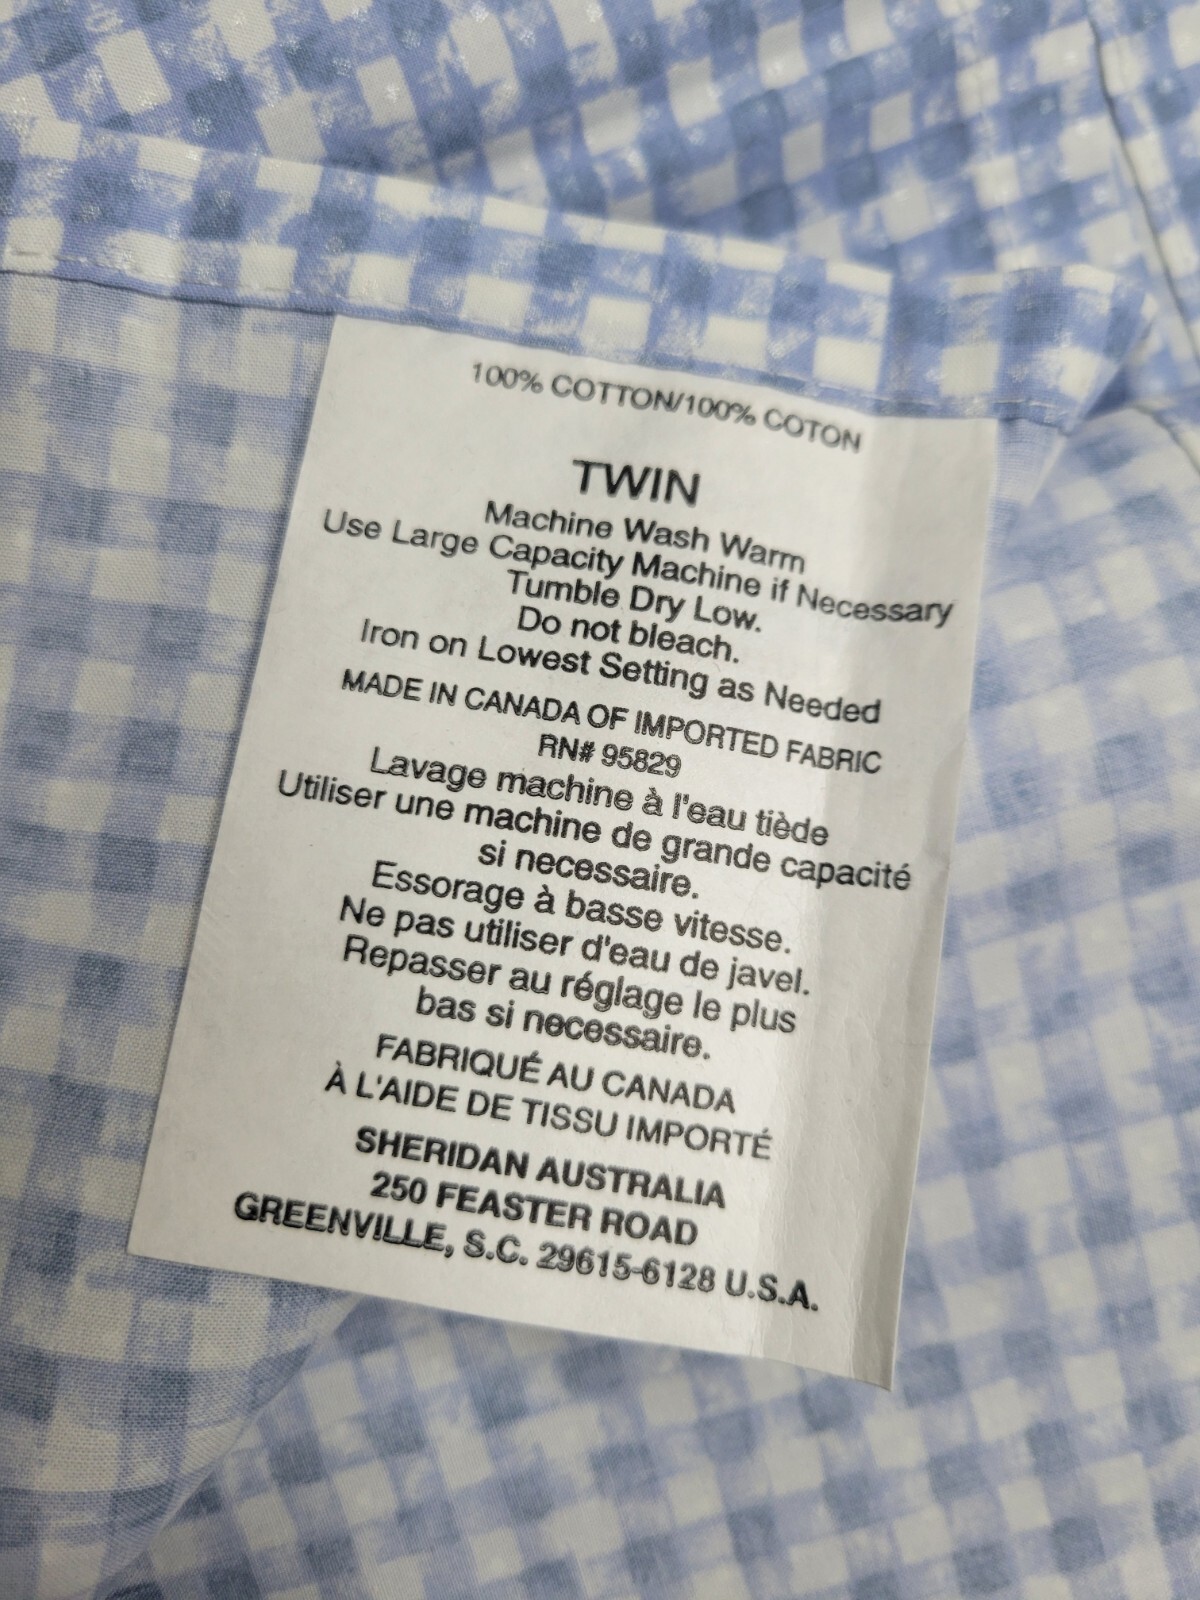 100% COTTON/100% COTON
TWIN
Machine Wash Warm
Use Large Capacity Machine if Necessary
Tumble Dry Low.
Do not bleach.
Iron on Lowest Setting as Needed
MADE IN CANADA OF IMPORTED FABRIC
RN# 95829
Lavage machine à l'eau tiède
Utiliser une machine de grande capacité
si necessaire.
Essorage à basse vitesse.
Ne pas utiliser d'eau de javel.
Repasser au réglage le plus
bas si necessaire.
FABRIQUÉ AU CANADA
À L'AIDE DE TISSU IMPORTÉ
SHERIDAN AUSTRALIA
250 FEASTER ROAD
GREENVILLE, S.C. 29615-6128 U.S.A.